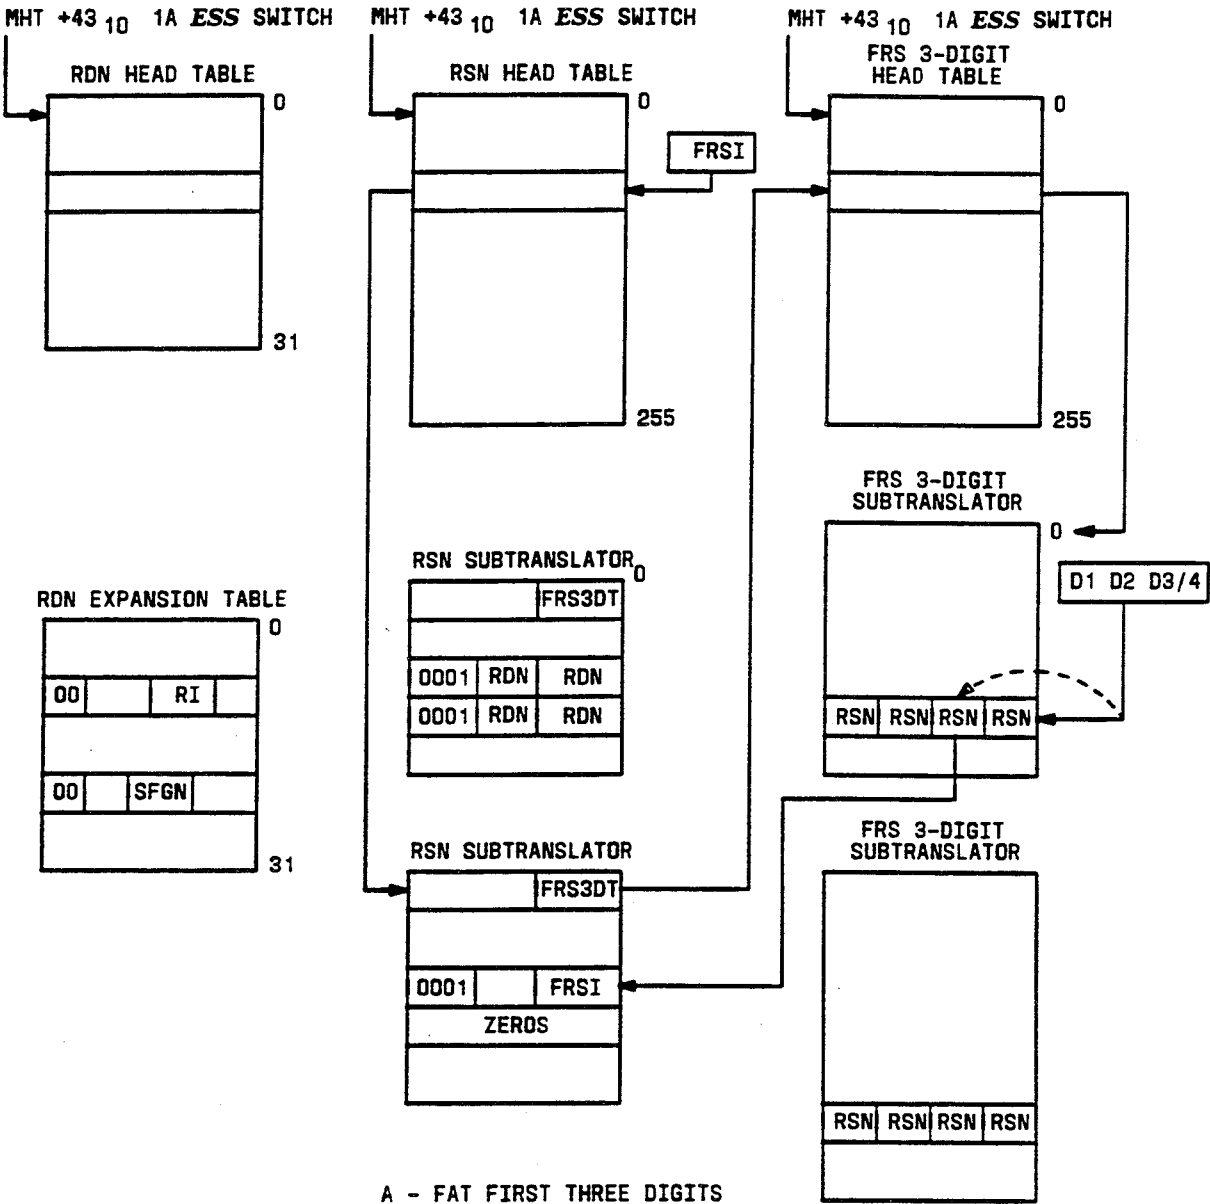 MHT +43 10 1A ESS SWITCH
MHT +43 10 1A ESS SWITCH
MHT +43 10 1A ESS SWITCH
RDN HEAD TABLE
0
31
RSN HEAD TABLE
0
FRSI
255
FRS 3-DIGIT
HEAD TABLE
0
255
RDN EXPANSION TABLE
0
00 RI
00 SFGN
31
RSN SUBTRANSLATOR
0
FRS3DT
0001 RDN RDN
0001 RDN RDN
RSN SUBTRANSLATOR
FRS3DT
0001 FRSI
ZEROS
FRS 3-DIGIT
SUBTRANSLATOR
0
D1 D2 D3/4
RSN RSN RSN RSN
FRS 3-DIGIT
SUBTRANSLATOR
RSN RSN RSN RSN
A - FAT FIRST THREE DIGITS